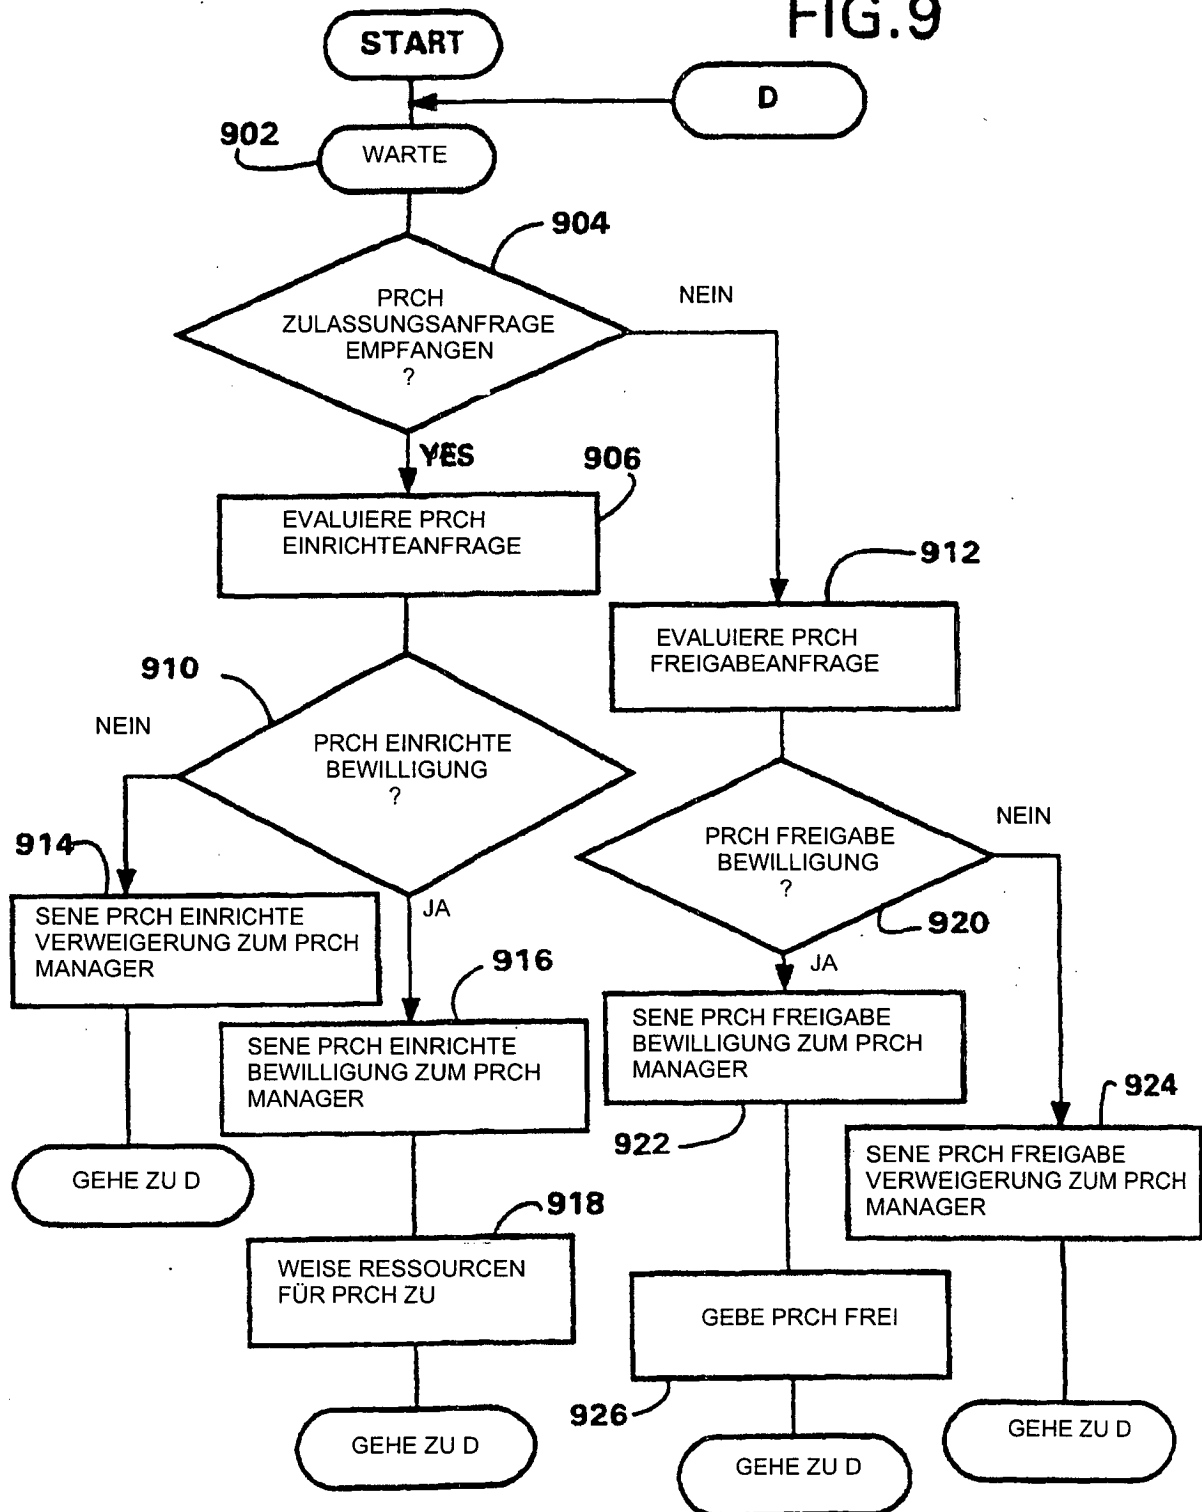 FIG.9
START
D
902
WARTE
904
PRCH
ZULASSUNGSANFRAGE
EMPFANGEN
?
NEIN
YES
906
EVALUIERE PRCH
EINRICHTEANFRAGE
912
EVALUIERE PRCH
FREIGABEANFRAGE
910
NEIN
PRCH EINRICHTE
BEWILLIGUNG
?
PRCH FREIGABE
BEWILLIGUNG
?
NEIN
914
SENE PRCH EINRICHTE
VERWEIGERUNG ZUM PRCH
MANAGER
JA
920
916
JA
SENE PRCH EINRICHTE
BEWILLIGUNG ZUM PRCH
MANAGER
SENE PRCH FREIGABE
BEWILLIGUNG ZUM PRCH
MANAGER
924
922
SENE PRCH FREIGABE
VERWEIGERUNG ZUM PRCH
MANAGER
GEHE ZU D
918
WEISE RESSOURCEN
FÜR PRCH ZU
GEBE PRCH FREI
926
GEHE ZU D
GEHE ZU D
GEHE ZU D